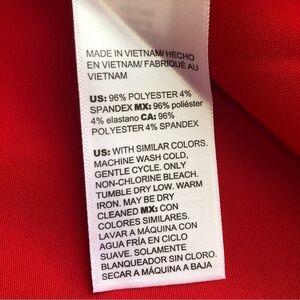 MADE IN VIETNAM/ HECHO
EN VIETNAM/ FABRIQUÉ AU
VIETNAM
US: 96% POLYESTER 4%
SPANDEX MX: 96% poliéster
4% elastano CA: 96%
POLYESTER 4% SPANDEX
US: WITH SIMILAR COLORS.
MACHINE WASH COLD,
GENTLE CYCLE. ONLY
NON-CHLORINE BLEACH.
TUMBLE DRY LOW. WARM
IRON. MAY BE DRY
CLEANED MX: CON
COLORES SIMILARES.
LAVAR A MÁQUINA CON
AGUA FRÍA EN CICLO
SUAVE. SOLAMENTE
BLANQUEADOR SIN CLORO.
SECAR A MÁQUINA A BAJA